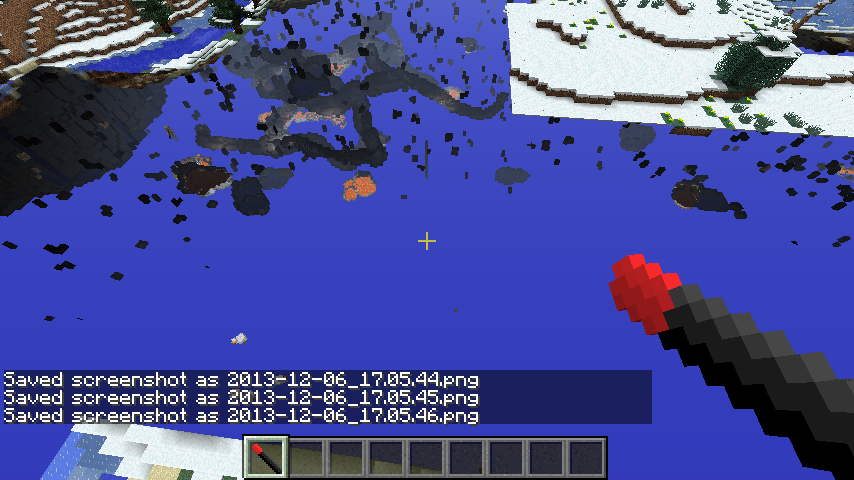 Saved screenshot as 2013-12-06_17.05.44.png
Saved screenshot as 2013-12-06_17.05.45.png
Saved screenshot as 2013-12-06_17.05.46.png